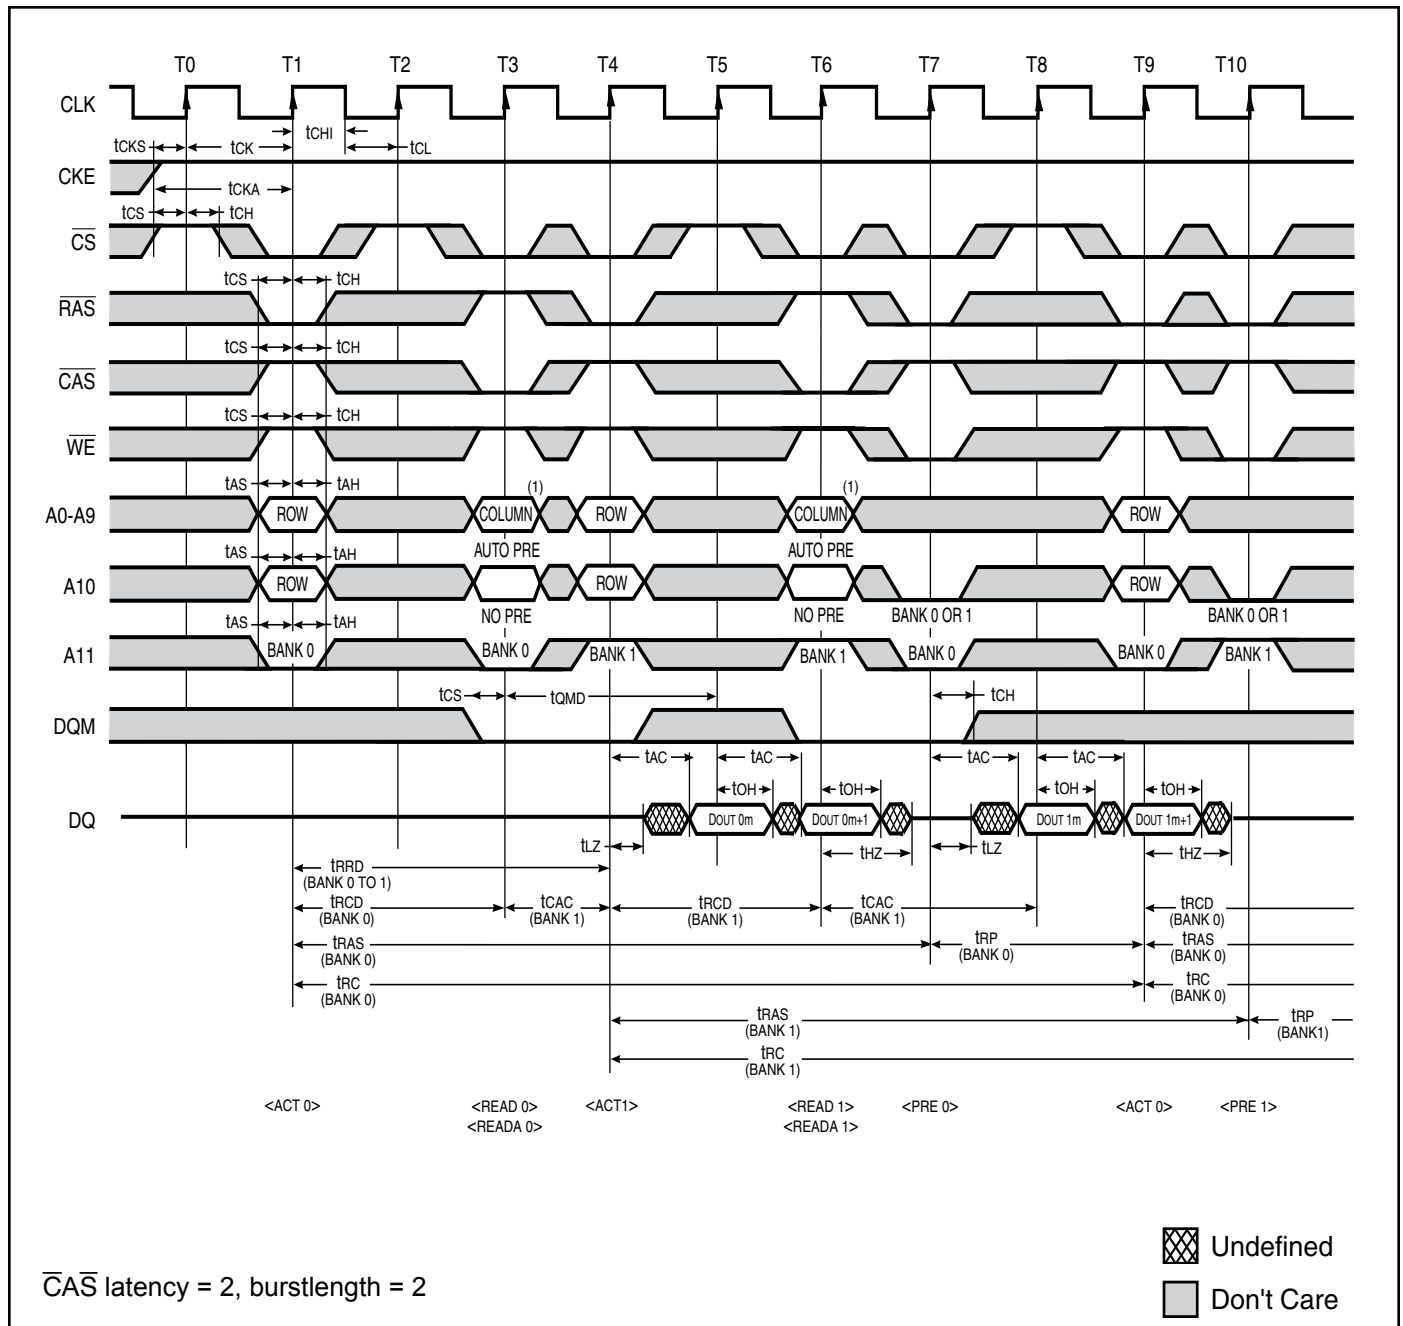 T0 T1 T2 T3 T4 T5 T6 T7 T8 T9 T10
CLK
tCHI
tCKS tCK tCL
CKE
tCKA
tCS tCH
CS
tCS tCH
RAS
tCS tCH
CAS
tCS tCH
WE
tAS tAH (1) (1)
A0-A9 ROW COLUMN ROW COLUMN ROW
tAS tAH AUTO PRE AUTO PRE
A10 ROW ROW ROW
NO PRE NO PRE BANK 0 OR 1 BANK 0 OR 1
tAS tAH
A11 BANK 0 BANK 0 BANK 1 BANK 1 BANK 0 BANK 0 BANK 1
tCS tQMD tCH
DQM
tAC tAC tAC tAC
tOH tOH tOH tOH
DQ DOUT 0m DOUT 0m+1 DOUT 1m DOUT 1m+1
tLZ tHZ tLZ tHZ
tRRD
(BANK 0 TO 1)
tRCD tCAC tRCD tCAC tRCD
(BANK 0) (BANK 1) (BANK 1) (BANK 1) (BANK 0)
tRAS tRP tRAS
(BANK 0) (BANK 0) (BANK 0)
tRC tRC
(BANK 0) (BANK 0)
tRAS tRP
(BANK 1) (BANK1)
tRC
(BANK 1)
<ACT 0> <READ 0> <ACT1> <READ 1> <PRE 0> <ACT 0> <PRE 1>
<READA 0> <READA 1>
Undefined
CAS latency = 2, burstlength = 2
Don't Care